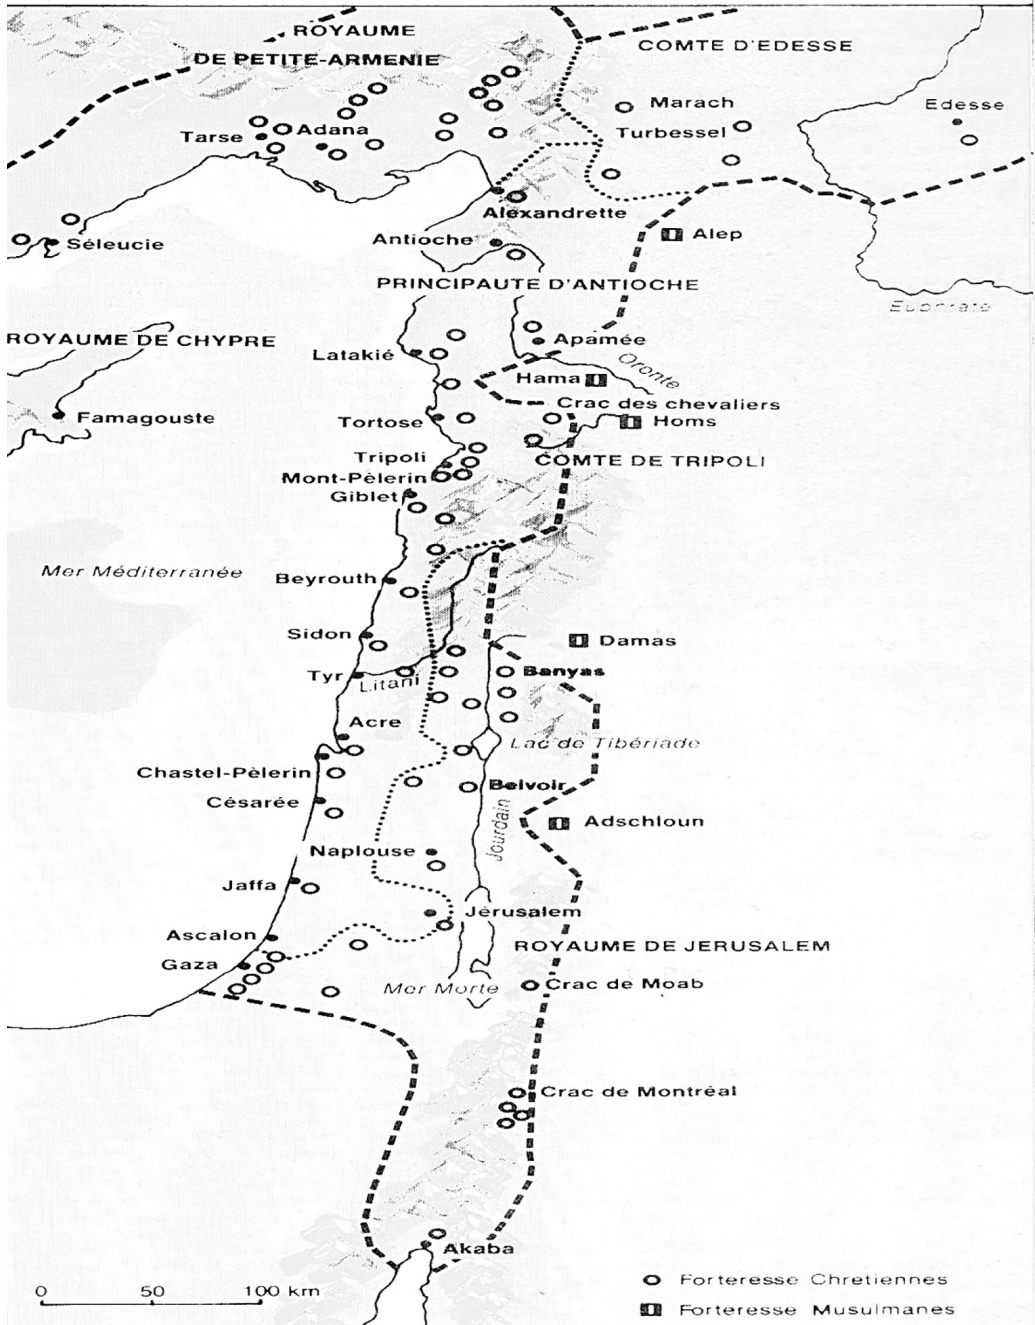 ROYAUME
DE PETITE-ARMENIE
COMTE D'EDESSE
Marach
Edesse
Turbessel
Adana
Tarse
Alexandrette
Antioche
Alep
Séleucie
PRINCIPAUTE D'ANTIOCHE
Euphrate
ROYAUME DE CHYPRE
Latakié
Apamée
Oronte
Hama
Crac des chevaliers
Famagouste
Tortose
Homs
Tripoli
COMTE DE TRIPOLI
Mont-Pèlerin
Giblet
Mer Méditerranée
Beyrouth
Sidon
Damas
Tyr
Litani
Banyas
Acre
Lac de Tibériade
Chastel-Pèlerin
Belvoir
Césarée
Jourdain
Adschloun
Naplouse
Jaffa
Jérusalem
Ascalon
ROYAUME DE JERUSALEM
Gaza
Mer Morte
Crac de Moab
Crac de Montréal
Akaba
0 50 100 km
Forteresse Chretiennes
Forteresse Musulmanes